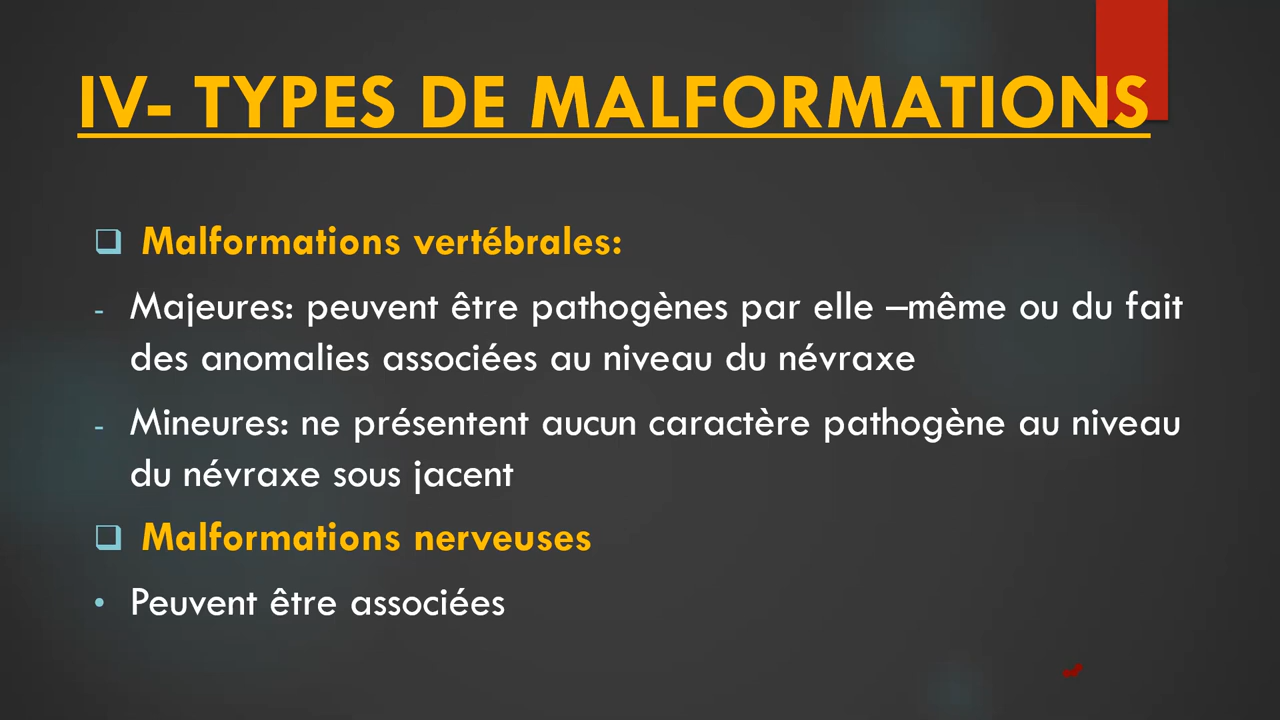 IV- TYPES DE MALFORMATIONS
❑ Malformations vertébrales:
- Majeures: peuvent être pathogènes par elle –même ou du fait
des anomalies associées au niveau du névraxe
- Mineures: ne présentent aucun caractère pathogène au niveau
du névraxe sous jacent
❑ Malformations nerveuses
• Peuvent être associées